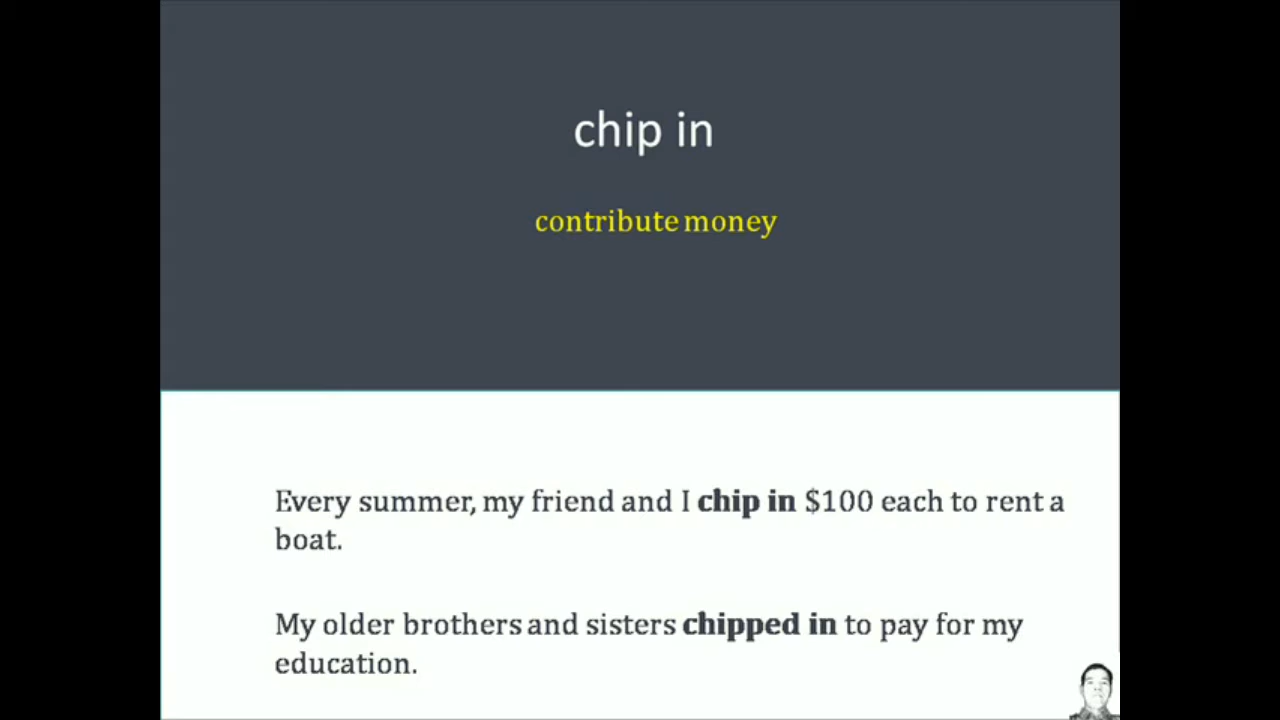 chip in
contribute money
Every summer, my friend and I chip in $100 each to rent a
boat.
My older brothers and sisters chipped in to pay for my
education.